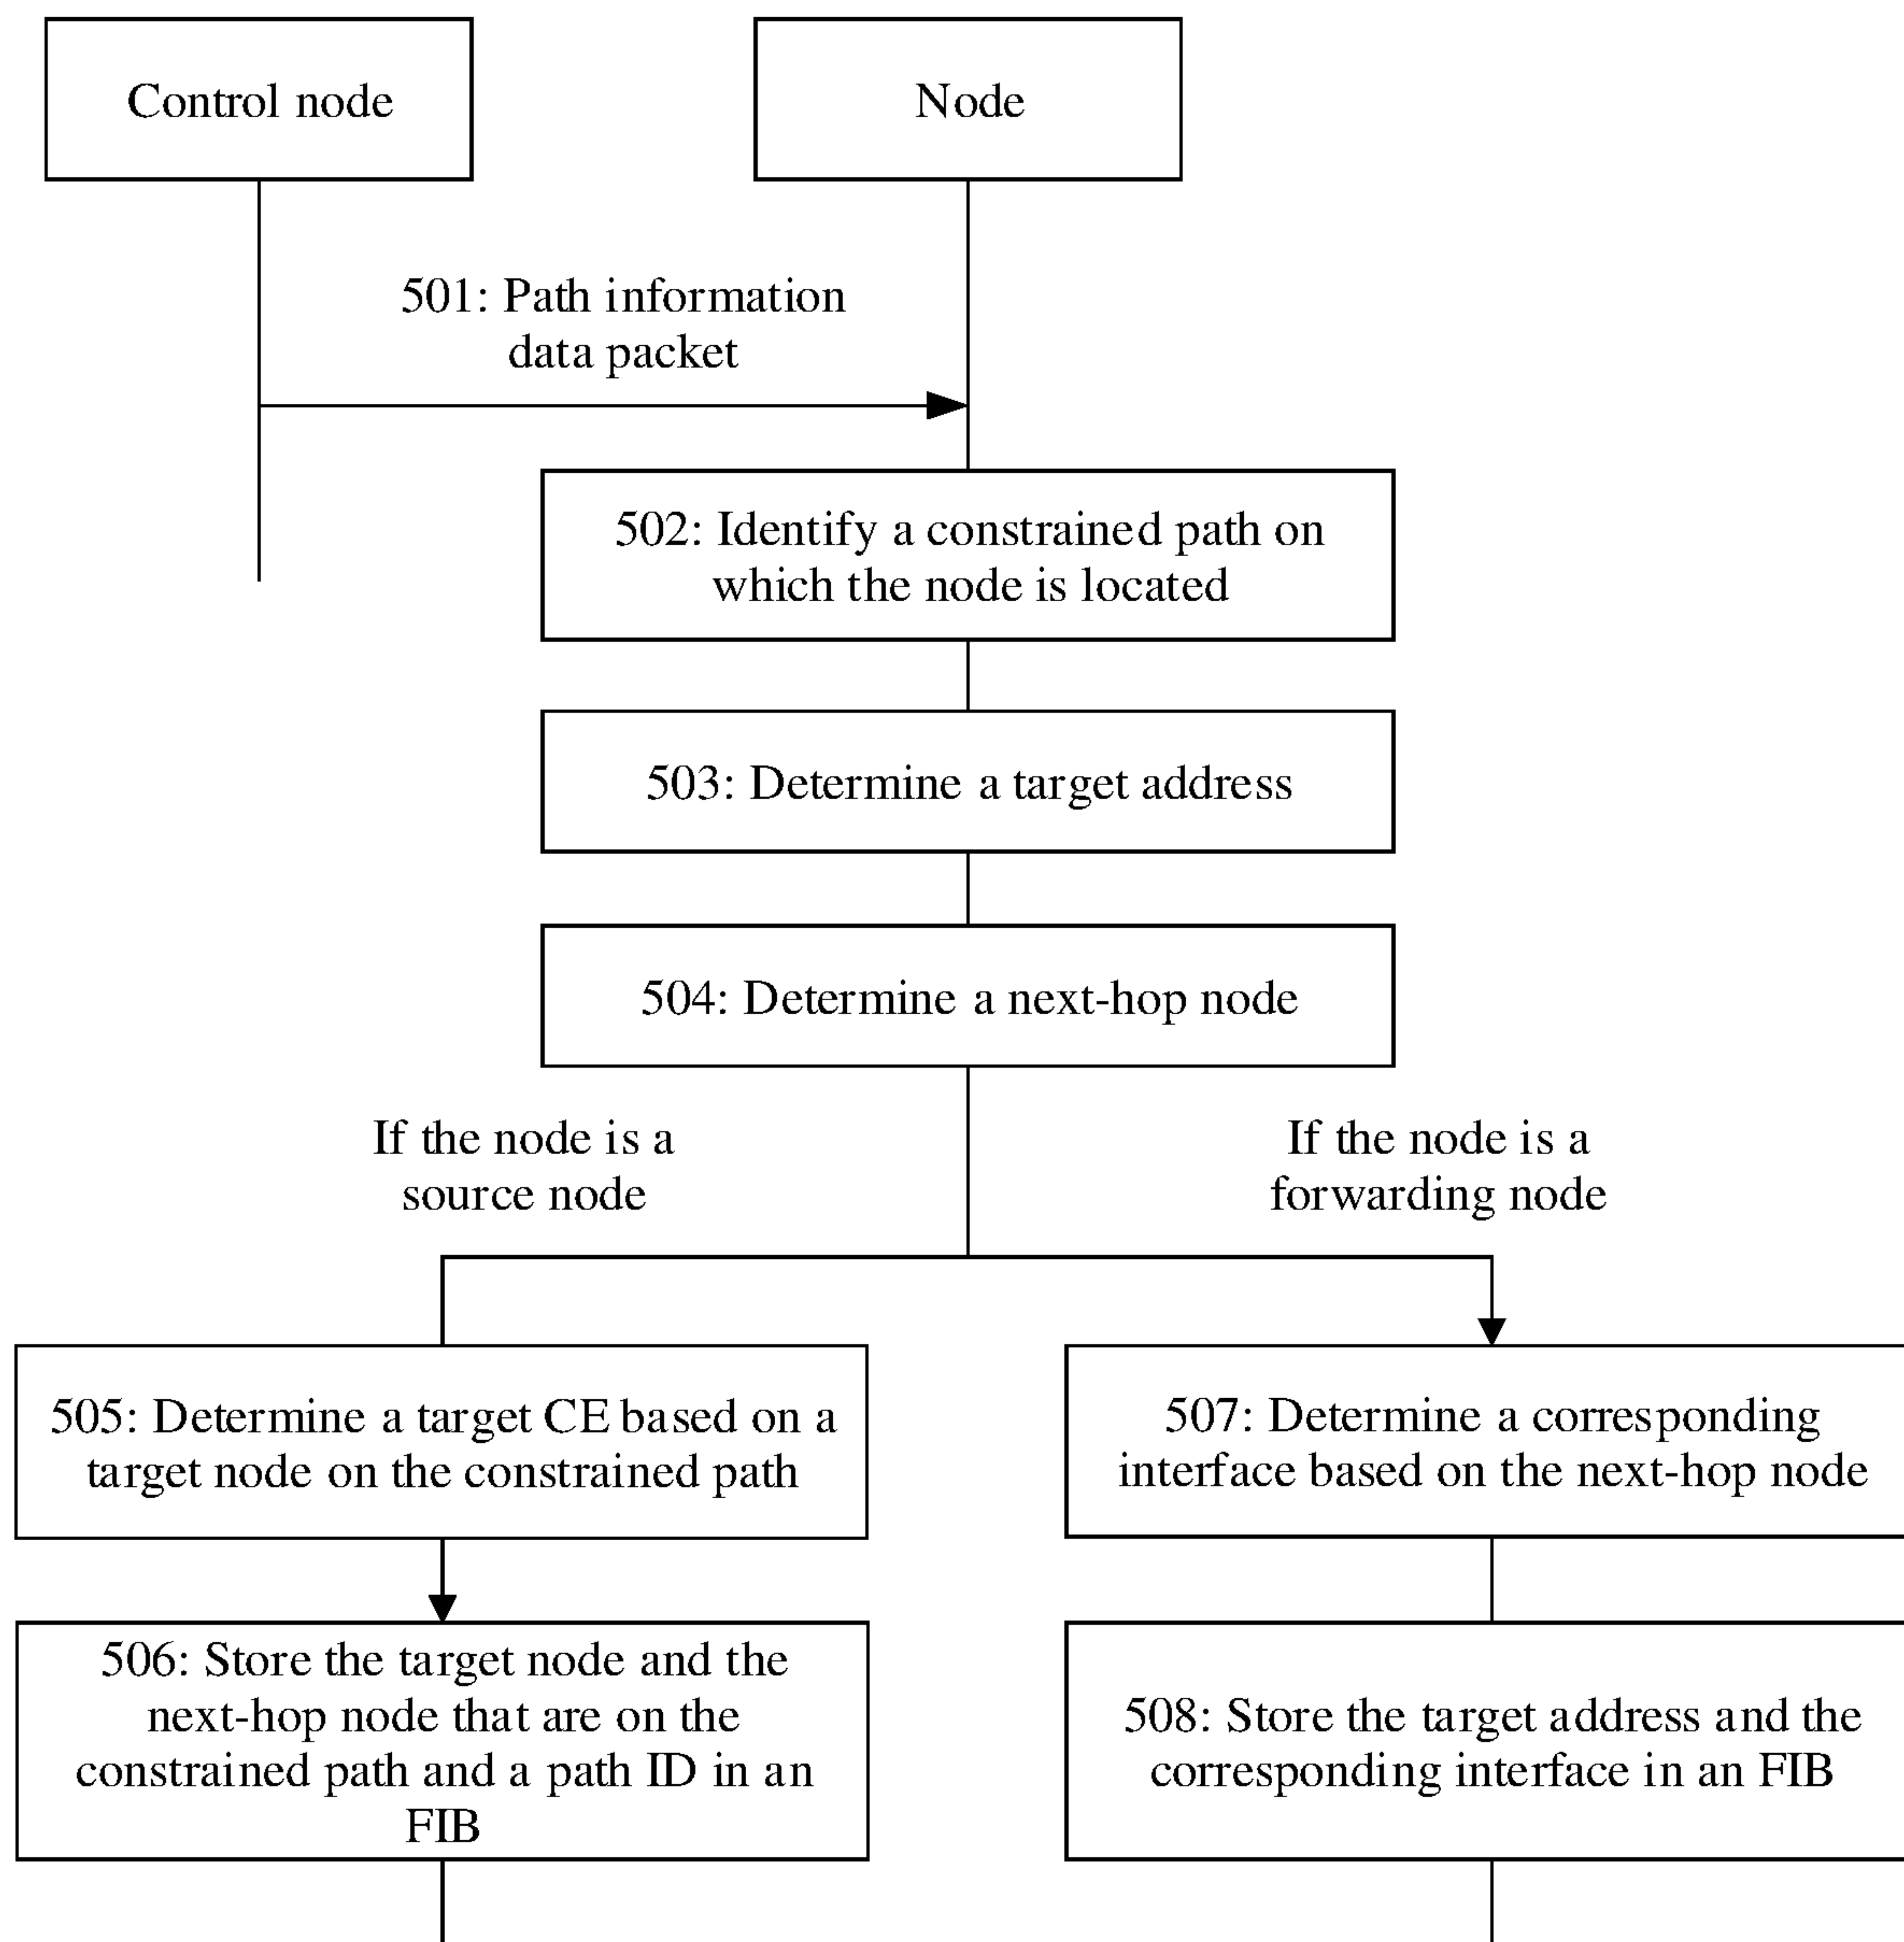 Control node
Node
501: Path information
data packet
502: Identify a constrained path on
which the node is located
503: Determine a target address
504: Determine a next-hop node
If the node is a
source node
If the node is a
forwarding node
505: Determine a target CE based on a
target node on the constrained path
507: Determine a corresponding
interface based on the next-hop node
506: Store the target node and the
next-hop node that are on the
constrained path and a path ID in an
FIB
508: Store the target address and the
corresponding interface in an FIB